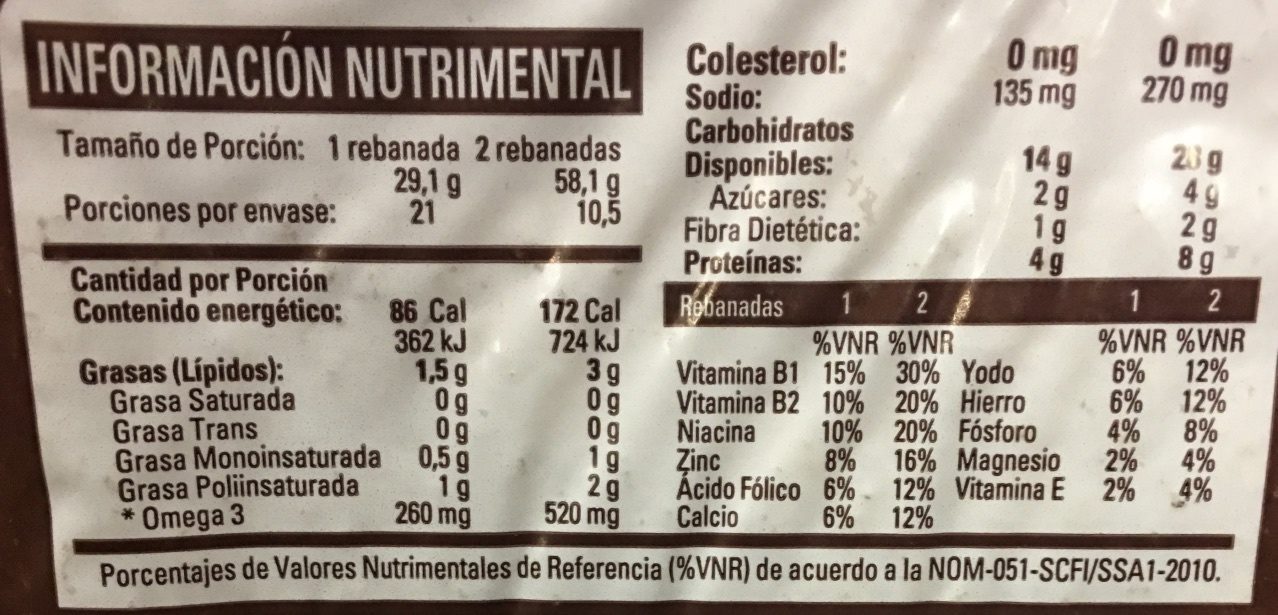 INFORMACIÓN NUTRIMENTAL
Tamaño de Porción: 1 rebanada 2 rebanadas
29,1 g 58,1 g
Porciones por envase: 21 10,5
Cantidad por Porción
Contenido energético: 86 Cal 172 Cal
362 kJ 724 kJ
Grasas (Lípidos): 1,5 g 3 g
Grasa Saturada 0 g 0 g
Grasa Trans 0 g 0 g
Grasa Monoinsaturada 0,5 g 1 g
Grasa Poliinsaturada 1 g 2 g
* Omega 3 260 mg 520 mg
Colesterol: 0 mg 0 mg
Sodio: 135 mg 270 mg
Carbohidratos
Disponibles: 14 g g
Azúcares: 2 g 4 g
Fibra Dietética: 1 g 2 g
Proteínas: 4 g 8 g
Rebanadas 1 2 1 2
%VNR %VNR %VNR %VNR
Vitamina B1 15% 30% Yodo 6% 12%
Vitamina B2 10% 20% Hierro 6% 12%
Niacina 10% 20% Fósforo 4% 8%
Zinc 8% 16% Magnesio 2% 4%
Ácido Fólico 6% 12% Vitamina E 2% 4%
Calcio 6% 12%
Porcentajes de Valores Nutrimentales de Referencia (%VNR) de acuerdo a la NOM-051-SCFI/SSA1-2010.